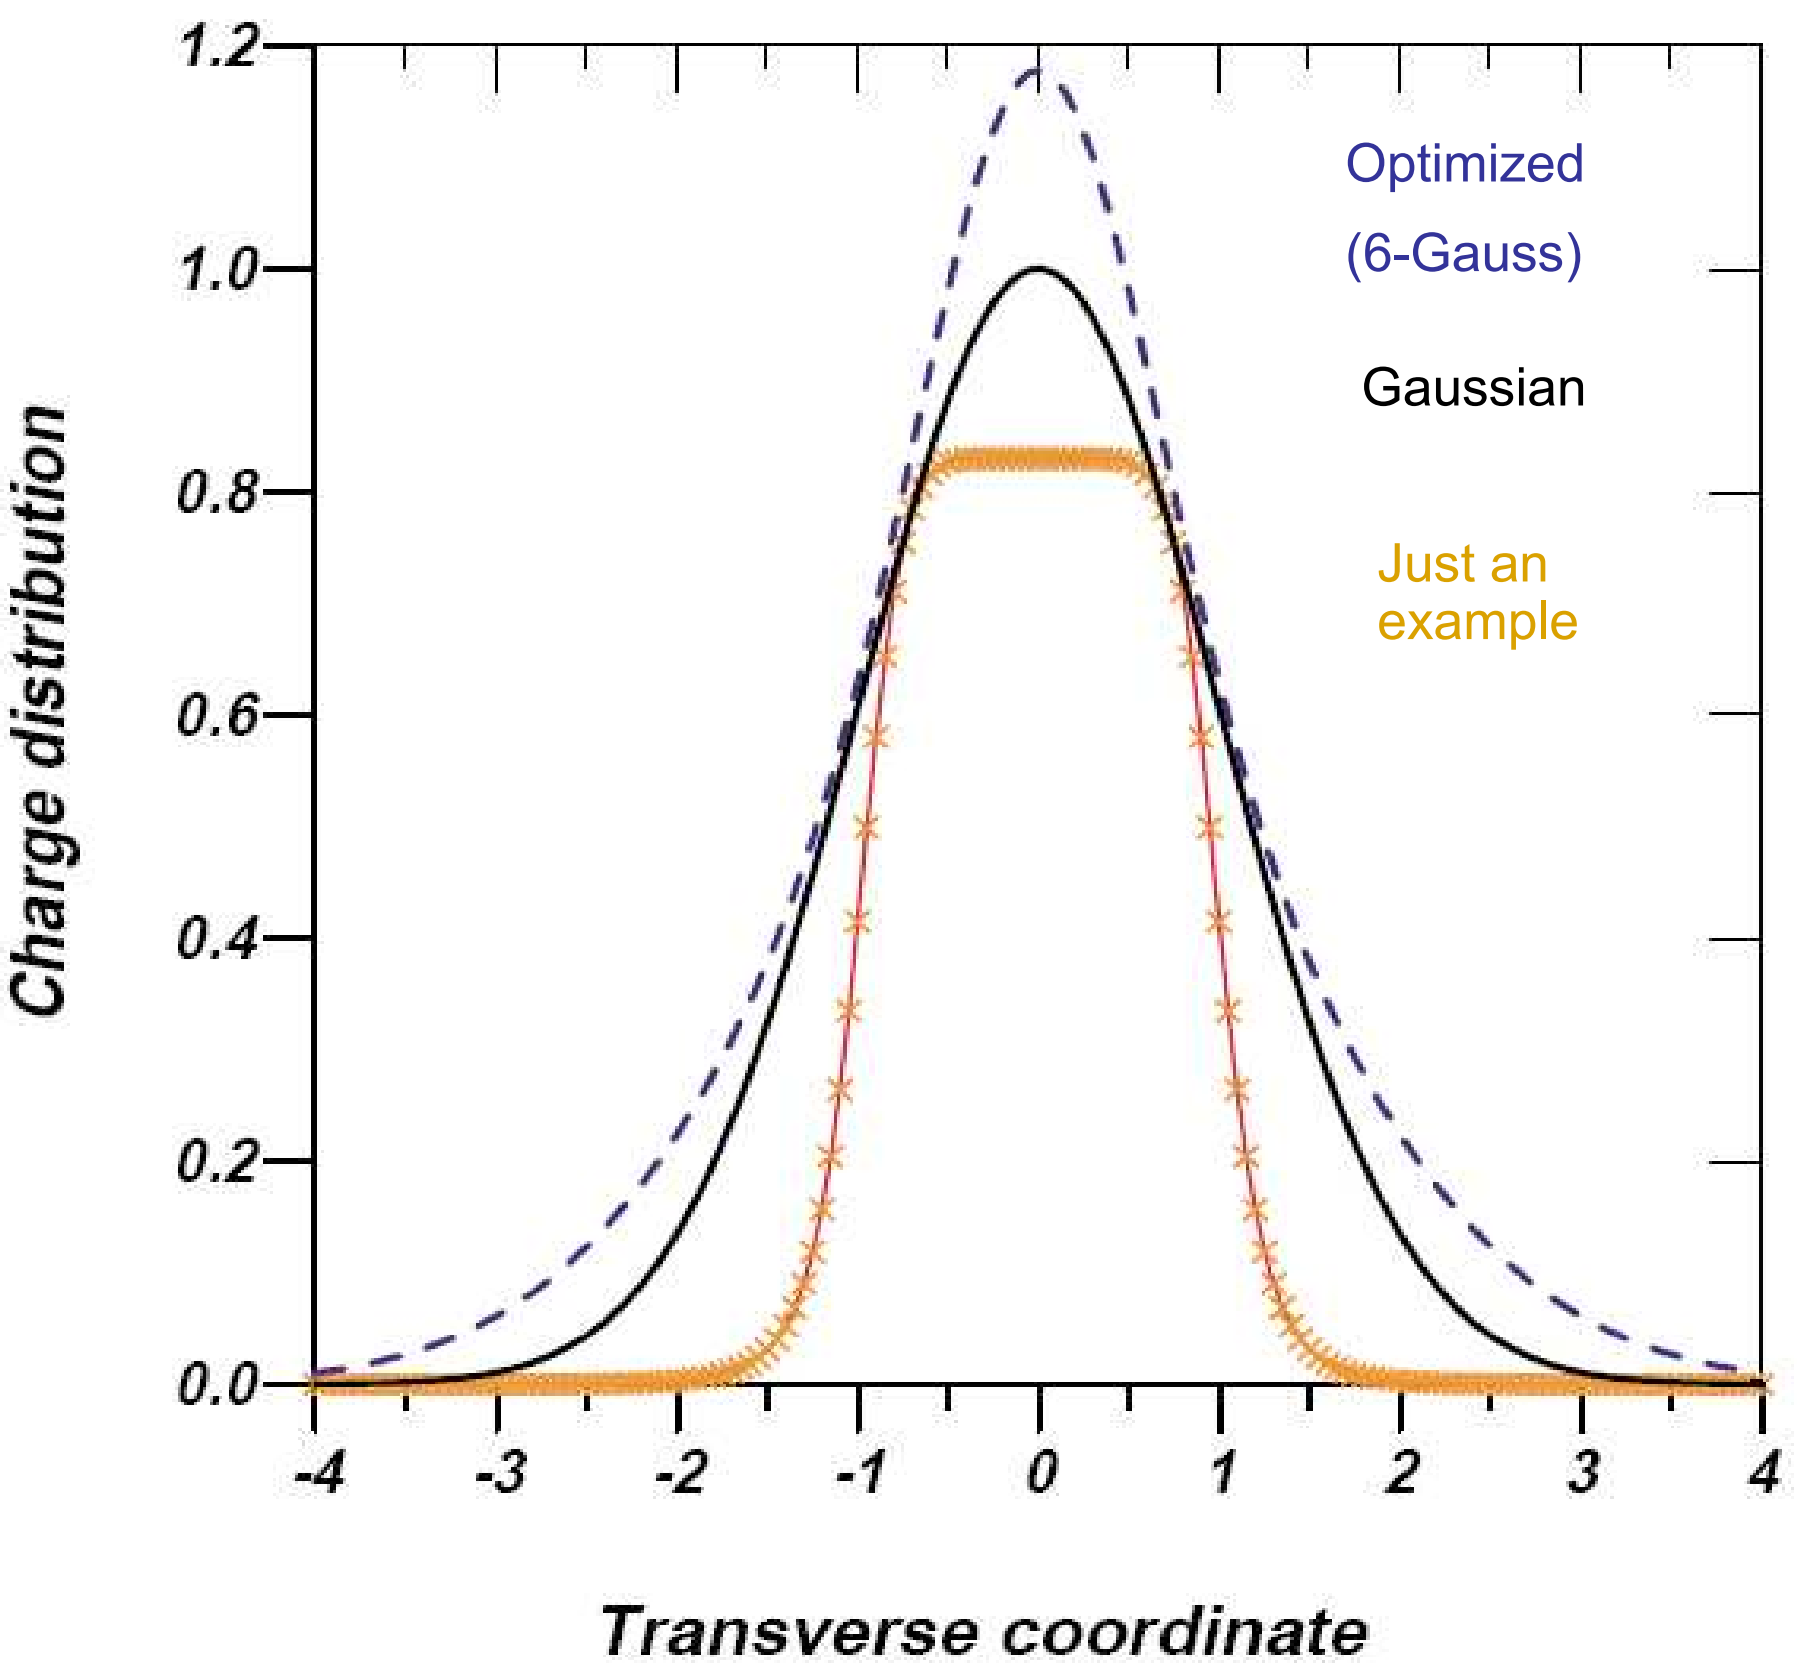 1.2
1.0
0.8
0.6
0.4
0.2
0.0
Charge distribution
Optimized
(6-Gauss)
Gaussian
Just an
example
-4 -3 -2 -1 0 1 2 3 4
Transverse coordinate